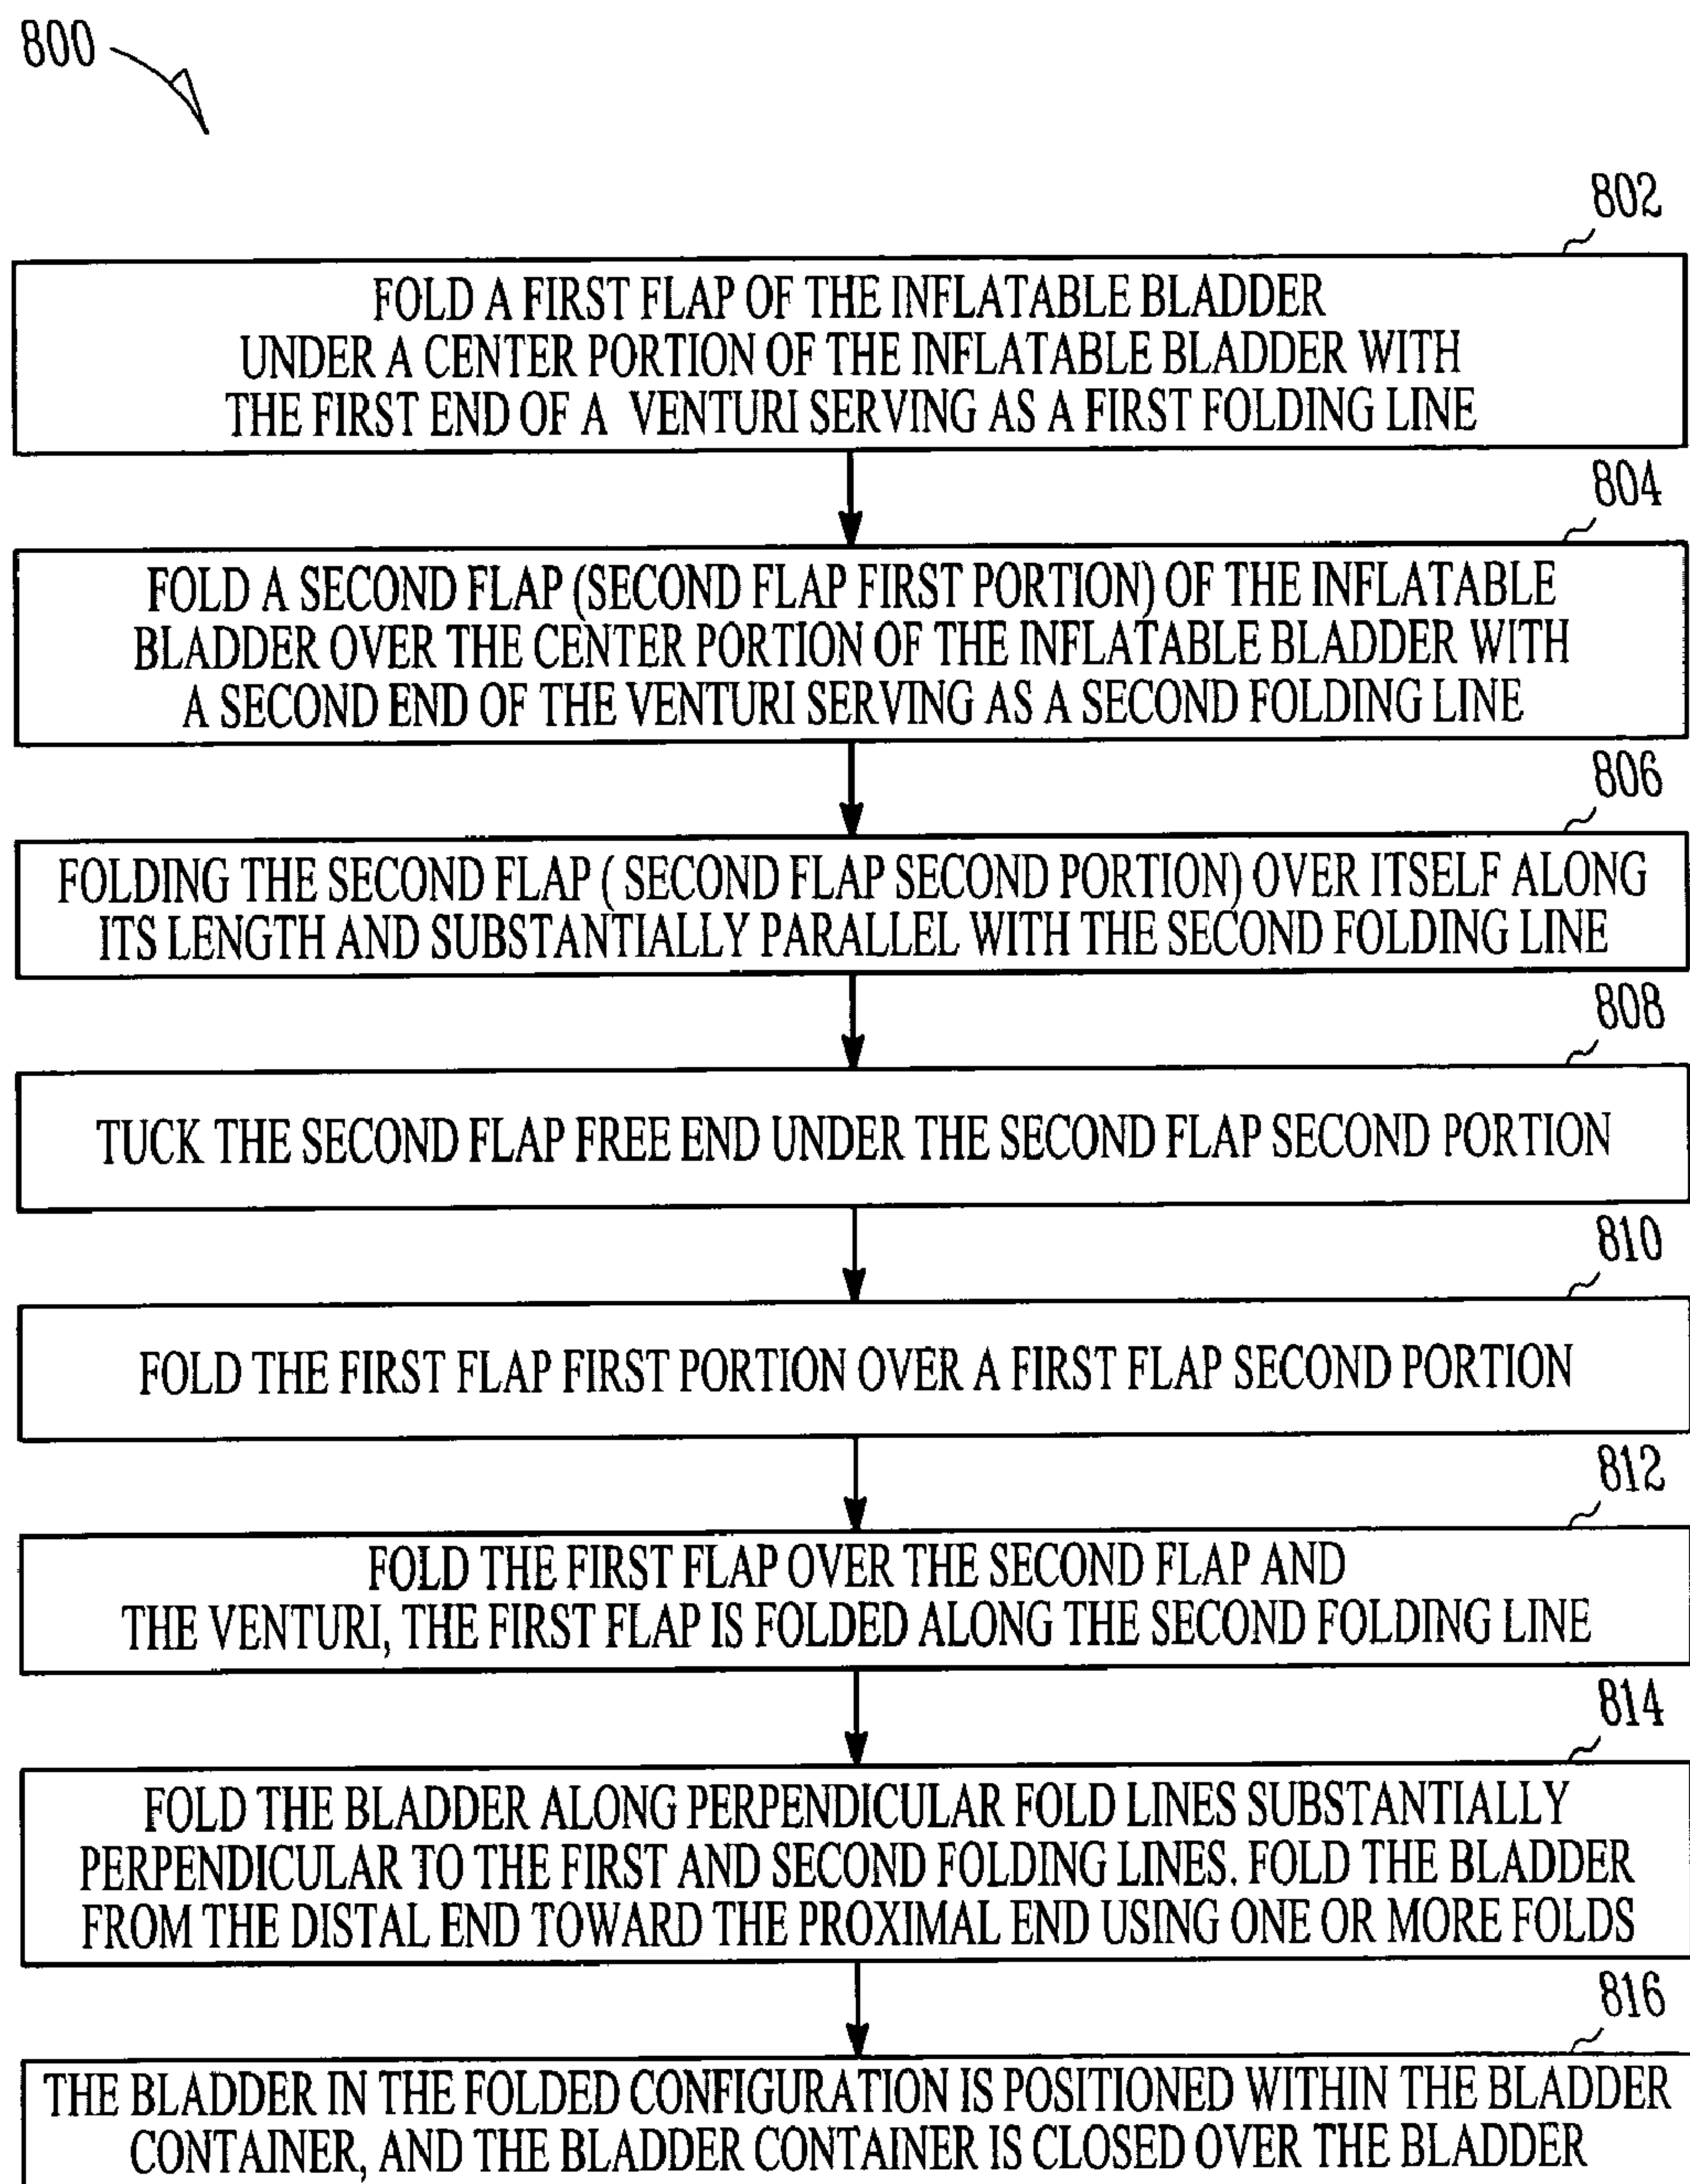 800
802
FOLD A FIRST FLAP OF THE INFLATABLE BLADDER
UNDER A CENTER PORTION OF THE INFLATABLE BLADDER WITH
THE FIRST END OF A VENTURI SERVING AS A FIRST FOLDING LINE
804
FOLD A SECOND FLAP (SECOND FLAP FIRST PORTION) OF THE INFLATABLE
BLADDER OVER THE CENTER PORTION OF THE INFLATABLE BLADDER WITH
A SECOND END OF THE VENTURI SERVING AS A SECOND FOLDING LINE
806
FOLDING THE SECOND FLAP ( SECOND FLAP SECOND PORTION) OVER ITSELF ALONG
ITS LENGTH AND SUBSTANTIALLY PARALLEL WITH THE SECOND FOLDING LINE
808
TUCK THE SECOND FLAP FREE END UNDER THE SECOND FLAP SECOND PORTION
810
FOLD THE FIRST FLAP FIRST PORTION OVER A FIRST FLAP SECOND PORTION
812
FOLD THE FIRST FLAP OVER THE SECOND FLAP AND
THE VENTURI, THE FIRST FLAP IS FOLDED ALONG THE SECOND FOLDING LINE
814
FOLD THE BLADDER ALONG PERPENDICULAR FOLD LINES SUBSTANTIALLY
PERPENDICULAR TO THE FIRST AND SECOND FOLDING LINES. FOLD THE BLADDER
FROM THE DISTAL END TOWARD THE PROXIMAL END USING ONE OR MORE FOLDS
816
THE BLADDER IN THE FOLDED CONFIGURATION IS POSITIONED WITHIN THE BLADDER
CONTAINER, AND THE BLADDER CONTAINER IS CLOSED OVER THE BLADDER